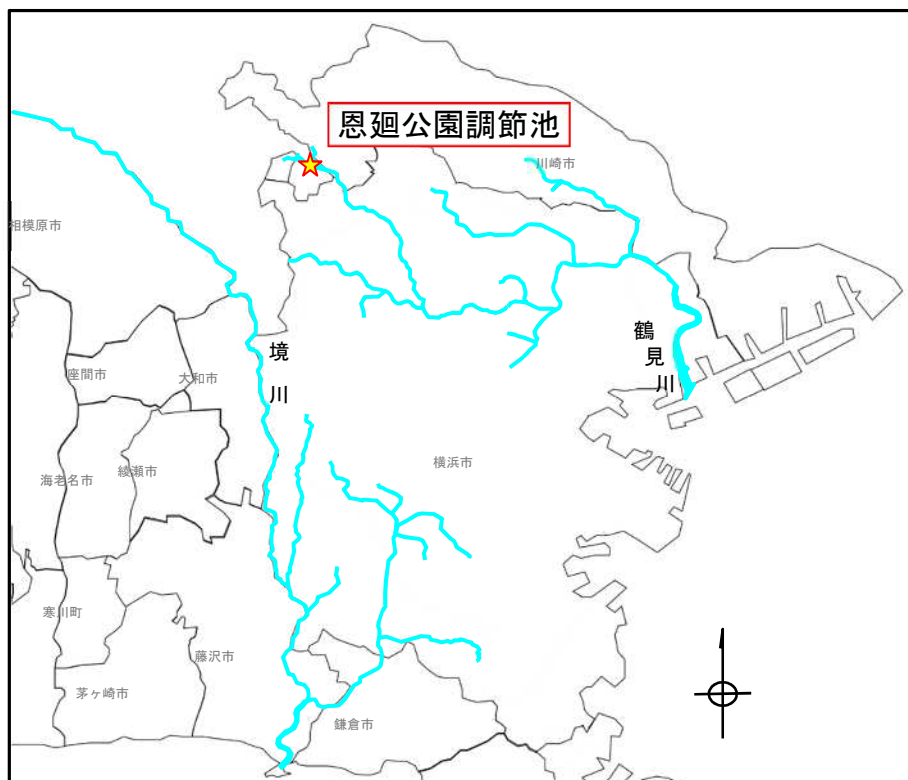 恩廻公園調節池
川崎市
相模原市
鶴見川
境川
座間市
大和市
横浜市
綾瀬市
海老名市
寒川町
藤沢市
茅ヶ崎市
鎌倉市